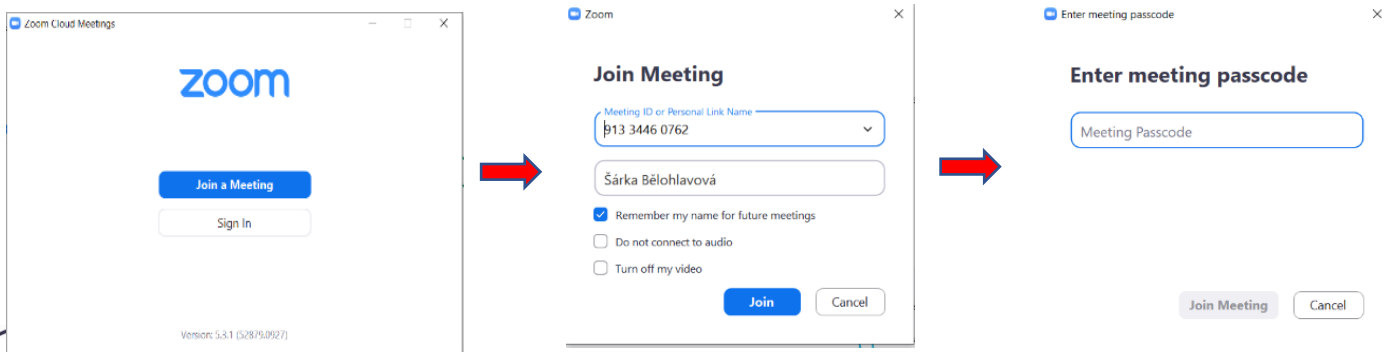 Zoom Cloud Meetings
zoom
Join a Meeting
Sign In
Version: 5.3.1 (52879.0927)
Zoom
Join Meeting
Meeting ID or Personal Link Name
913 3446 0762
Šárka Bělohlavová
Remember my name for future meetings
Do not connect to audio
Turn off my video
Join
Cancel
Enter meeting passcode
Enter meeting passcode
Meeting Passcode
Join Meeting
Cancel